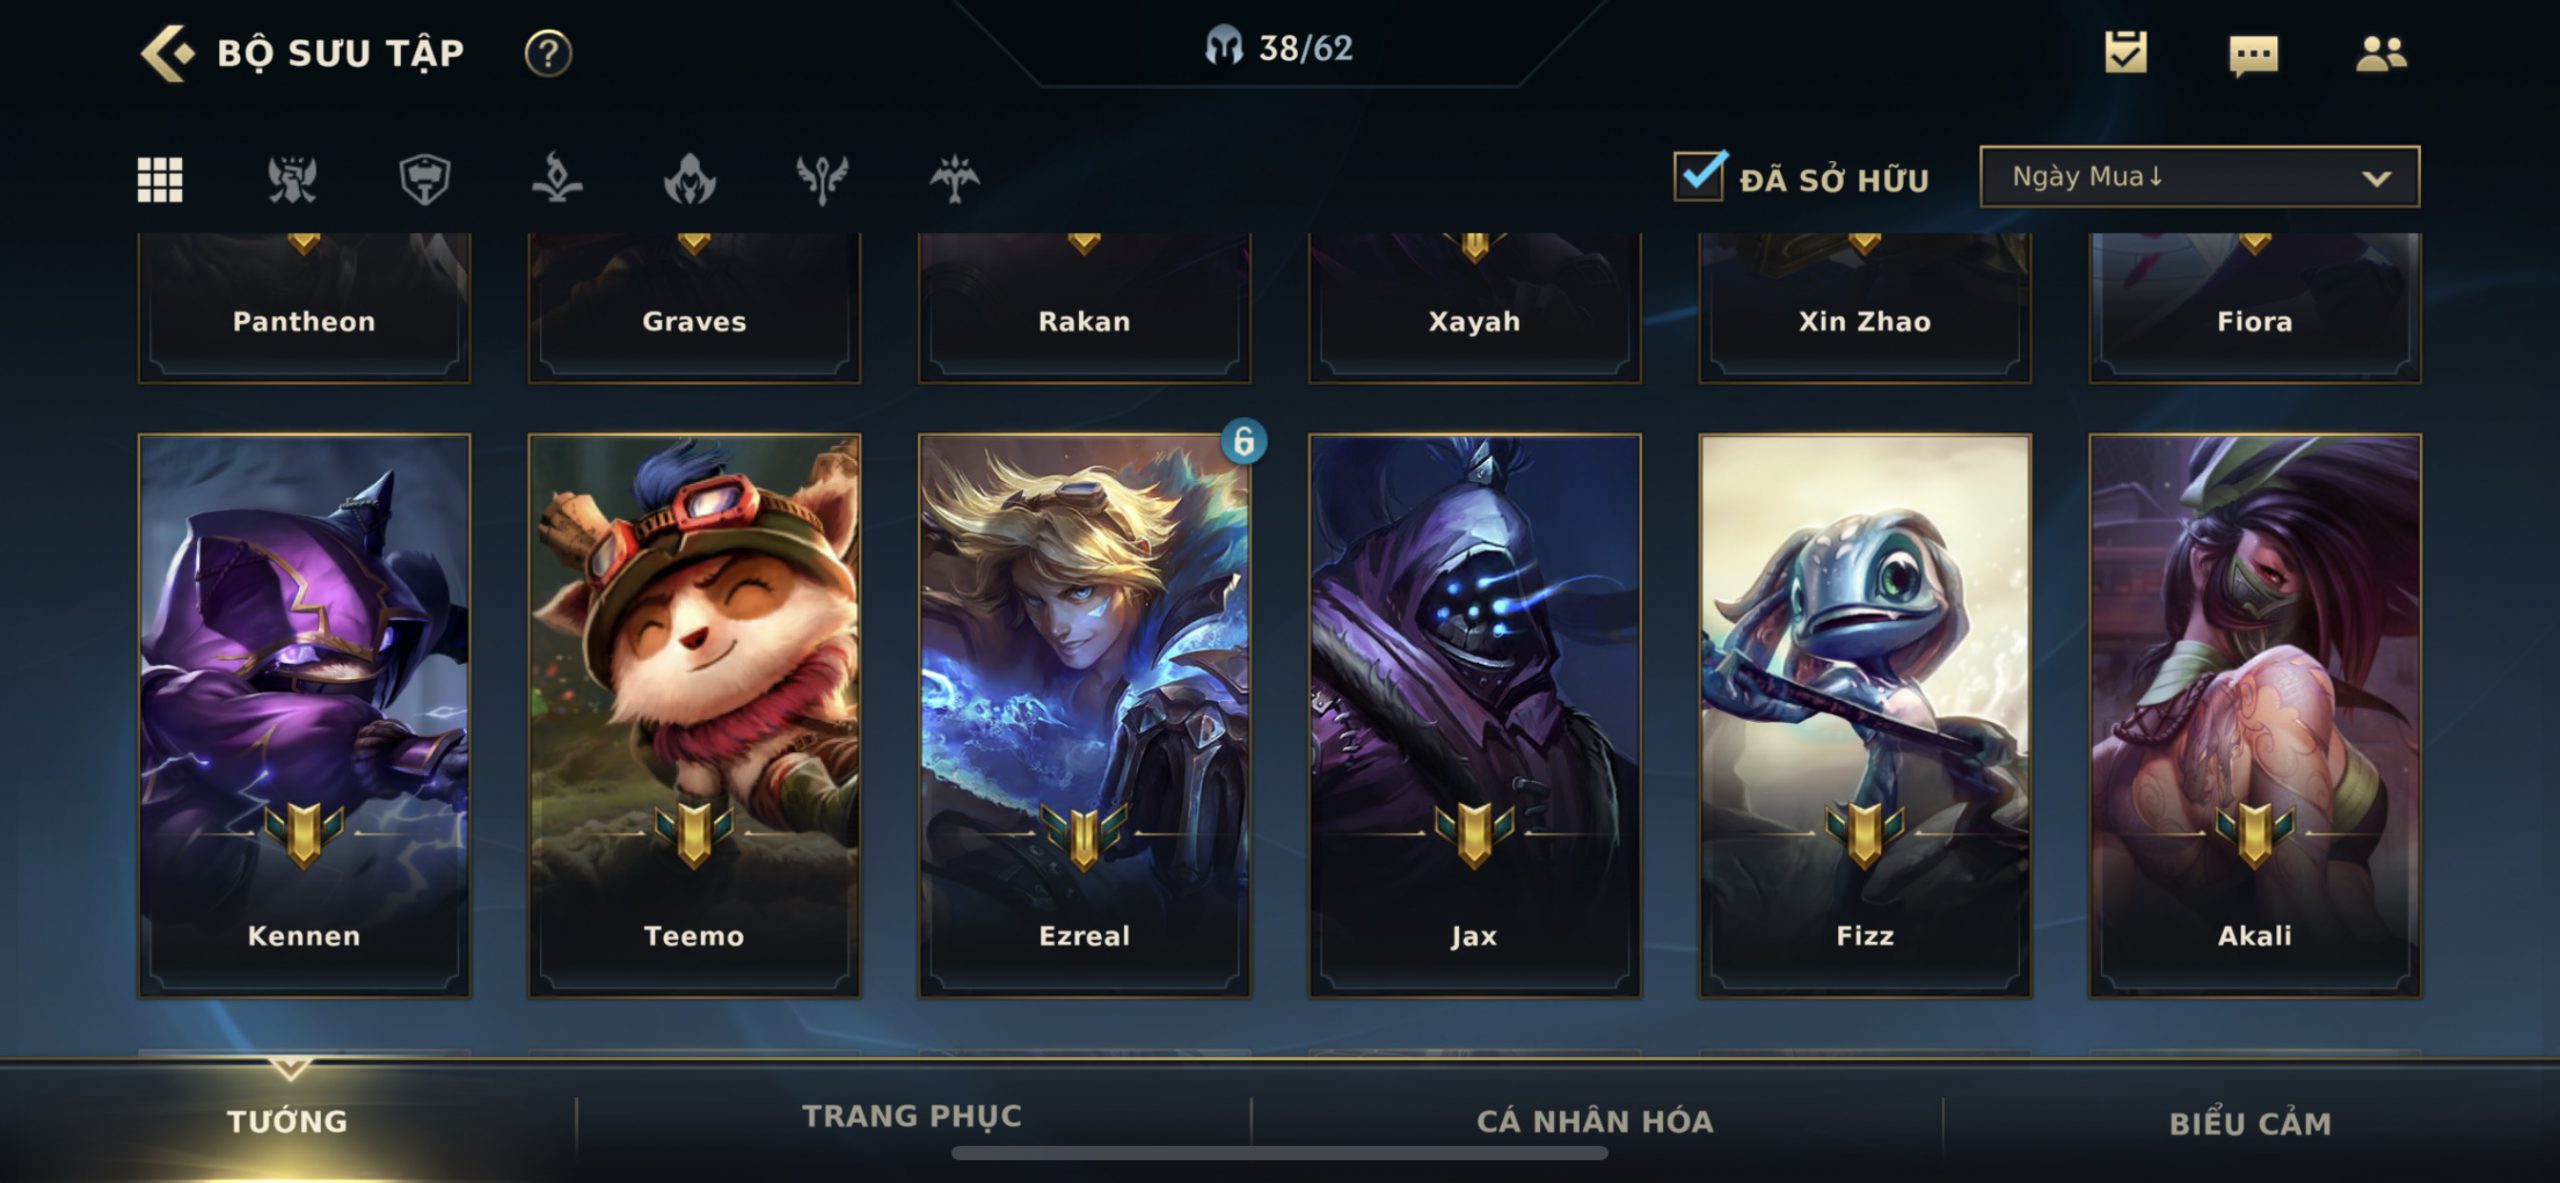 BỘ SƯU TẬP
?
38/62
ĐÃ SỞ HỮU
Ngày Mua↓
Pantheon
Graves
Rakan
Xayah
Xin Zhao
Fiora
Kennen
Teemo
Ezreal
Jax
Fizz
Akali
TƯỚNG
TRANG PHỤC
CÁ NHÂN HÓA
BIỂU CẢM